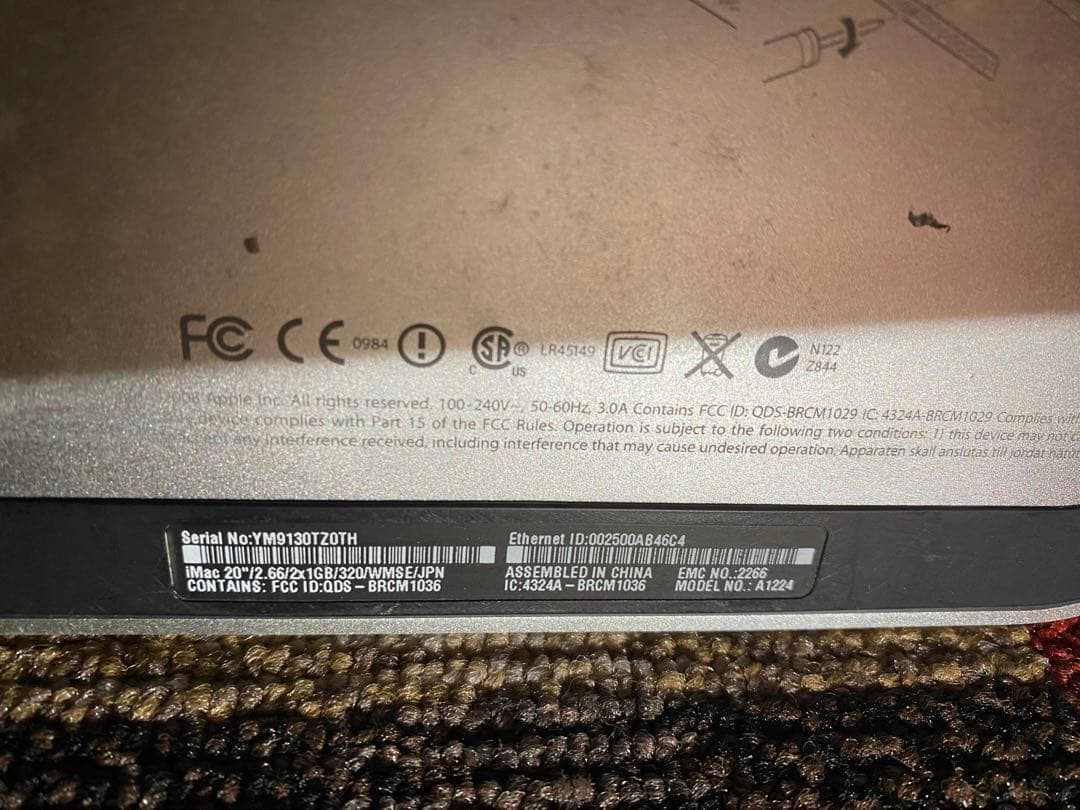 FC CE 0984 ! SA® C US LR45149 VCI N122
Z844
Apple Inc. All rights reserved. 100-240V~, 50-60Hz, 3.0A Contains FCC ID: QDS-BRCM1029 IC: 4324A-BRCM1029 Complies with
device complies with Part 15 of the FCC Rules. Operation is subject to the following two conditions: 1) this device may not
any interference received, including interference that may cause undesired operation. Apparaten skall anslutas till jordat
Serial No:YM9130TZ0TH
Ethernet ID:002500AB46C4
iMac 20"/2.66/2x1GB/320/WMSE/JPN
CONTAINS: FCC ID:QDS-BRCM1036
ASSEMBLED IN CHINA EMC NO.:2266
IC:4324A-BRCM1036 MODEL NO.: A1224